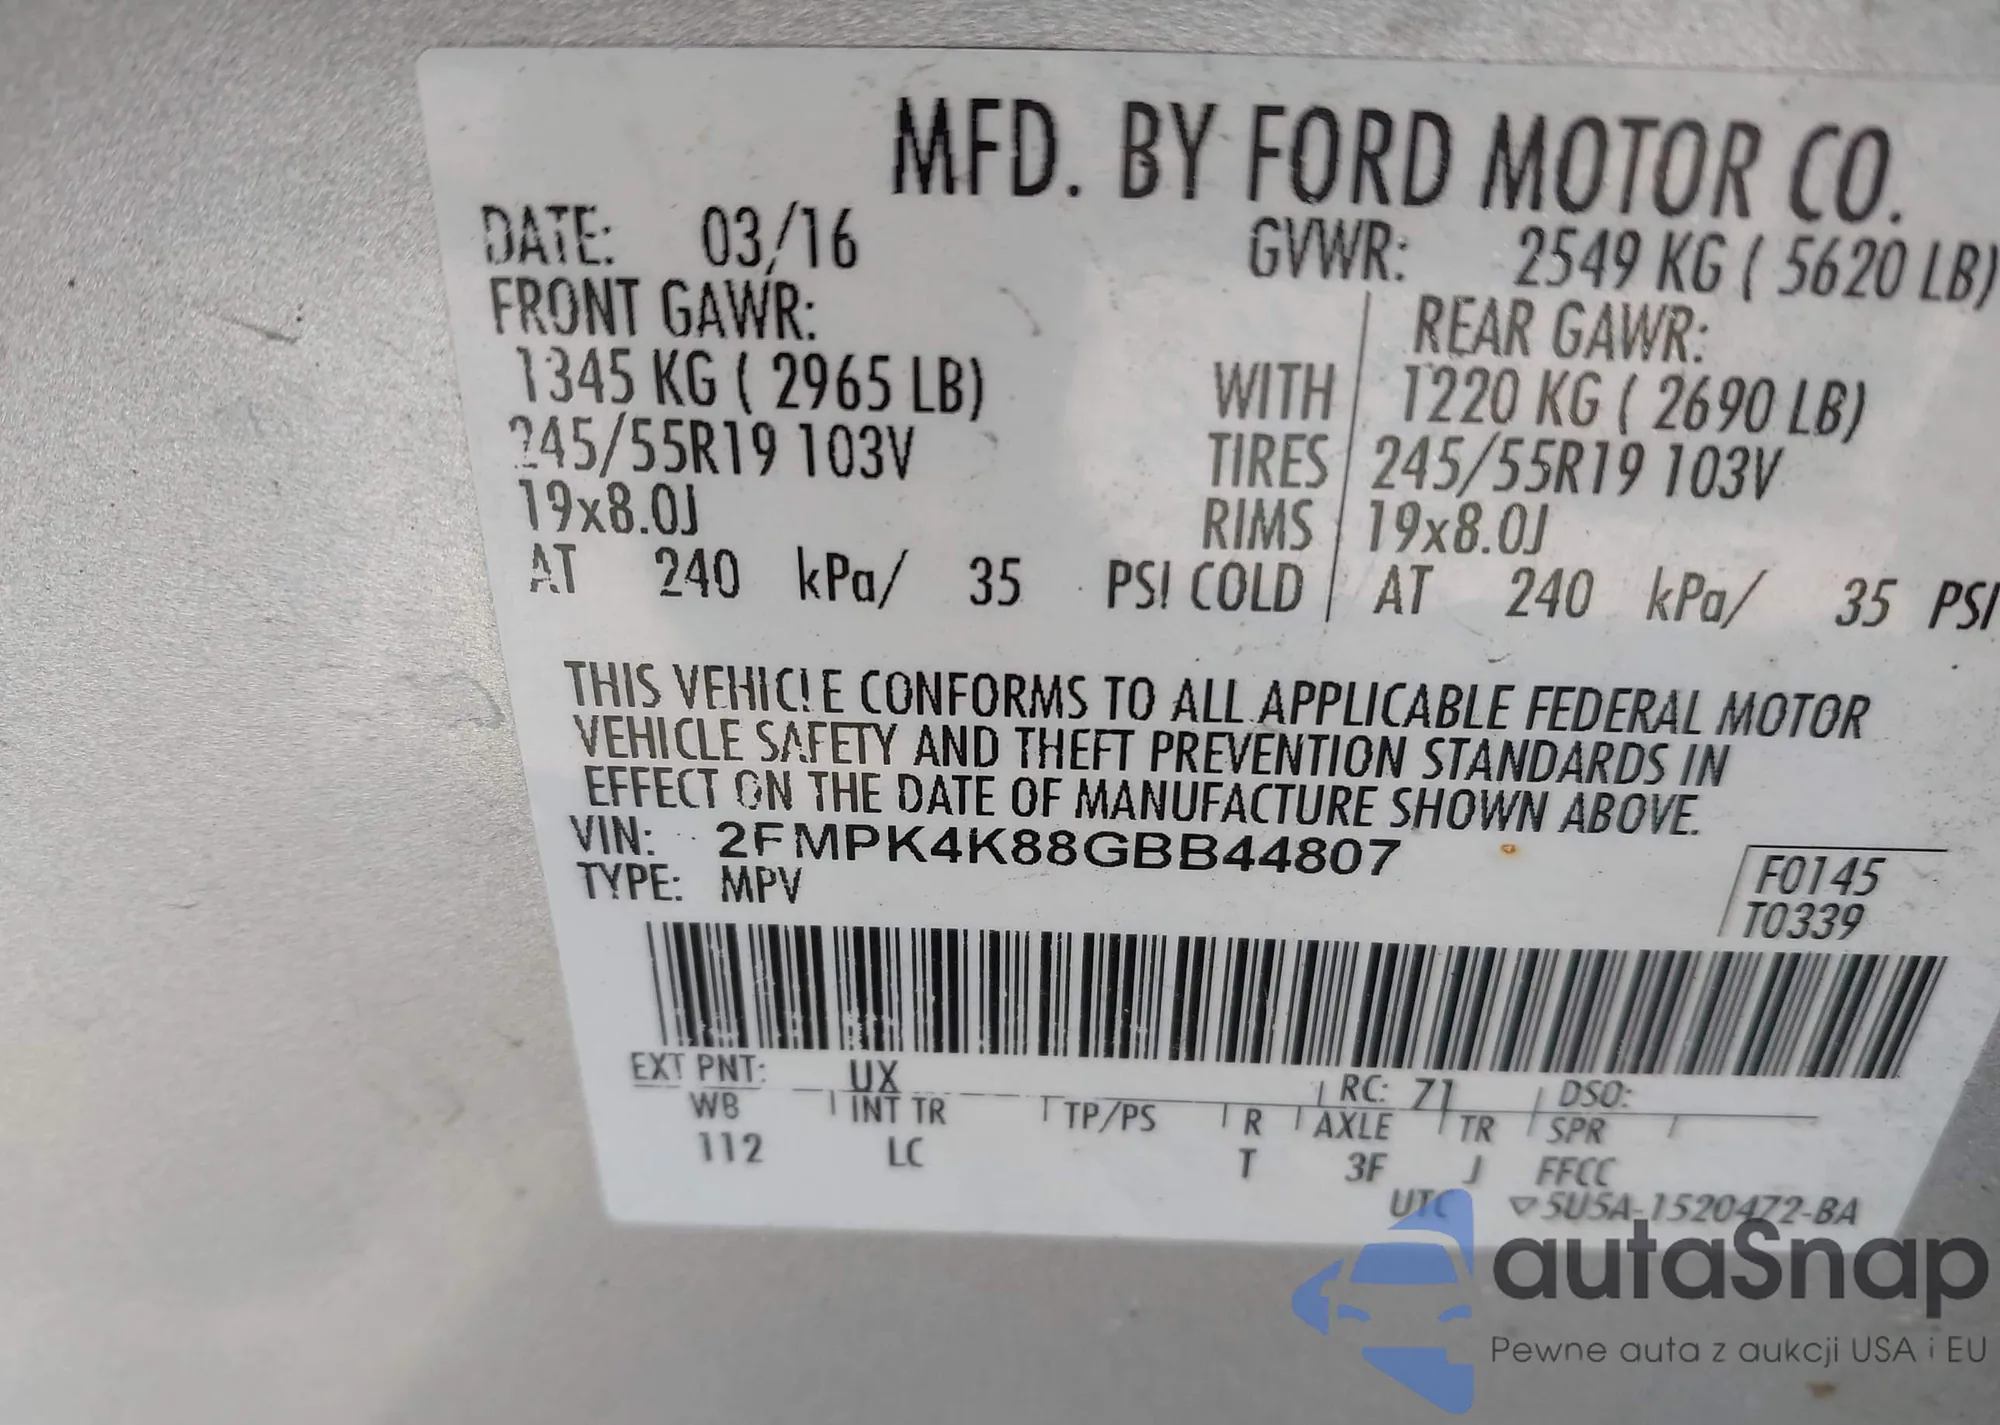 MFD. BY FORD MOTOR CO.
DATE: 03/16 GVWR: 2549 KG ( 5620 LB)
FRONT GAWR: REAR GAWR:
1345 KG ( 2965 LB) WITH 1220 KG ( 2690 LB)
245/55R19 103V TIRES 245/55R19 103V
19x8.0J RIMS 19x8.0J
AT 240 kPa/ 35 PSI COLD AT 240 kPa/ 35 PSI
THIS VEHICLE CONFORMS TO ALL APPLICABLE FEDERAL MOTOR
VEHICLE SAFETY AND THEFT PREVENTION STANDARDS IN
EFFECT ON THE DATE OF MANUFACTURE SHOWN ABOVE.
VIN: 2FMPK4K88GBB44807
TYPE: MPV
F0145
T0339
EXT PNT: UX RC: 71 DSO:
WB INT TR TP/PS R AXLE TR SPR
112 LC T 3F J FFCC
UTC ▽5U5A-1520472-BA
autaSnap
Pewne auta z aukcji USA i EU